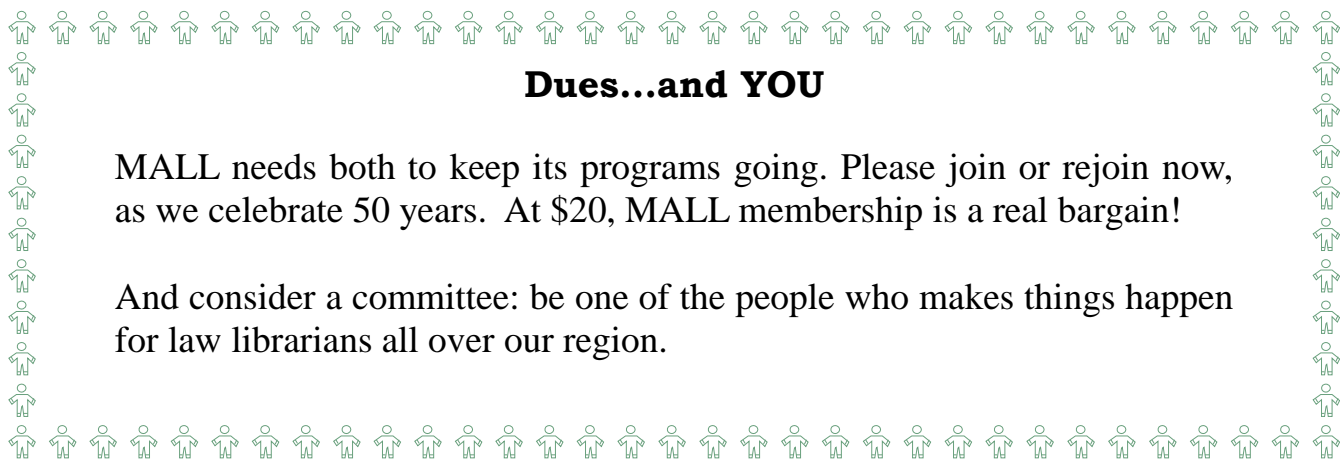 Dues...and YOU
MALL needs both to keep its programs going. Please join or rejoin now,
as we celebrate 50 years.  At $20, MALL membership is a real bargain!
And consider a committee: be one of the people who makes things happen
for law librarians all over our region.